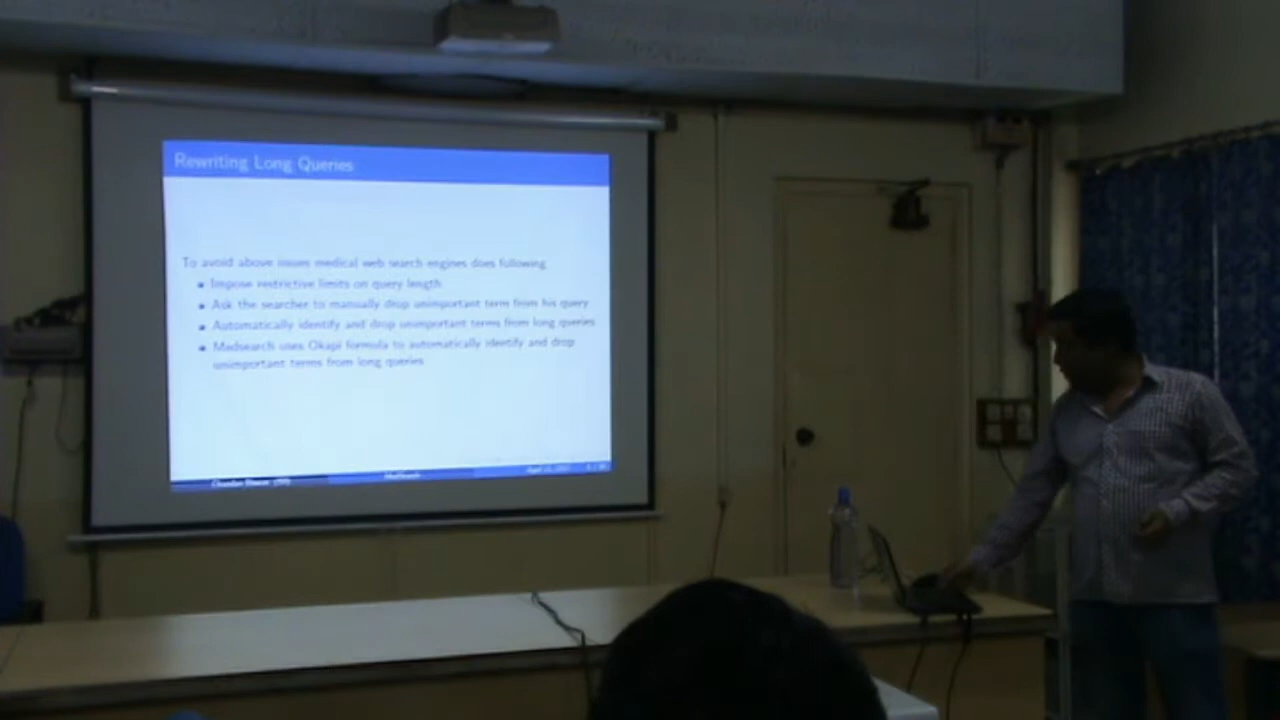 Rewriting Long Queries
To avoid above issues medical web search engines does following
Impose restrictive limits on query length
Ask the searcher to manually drop unimportant term from his query
Automatically identify and drop unimportant terms from long queries
Medsearch uses Okapi formula to automatically identify and drop
unimportant terms from long queries